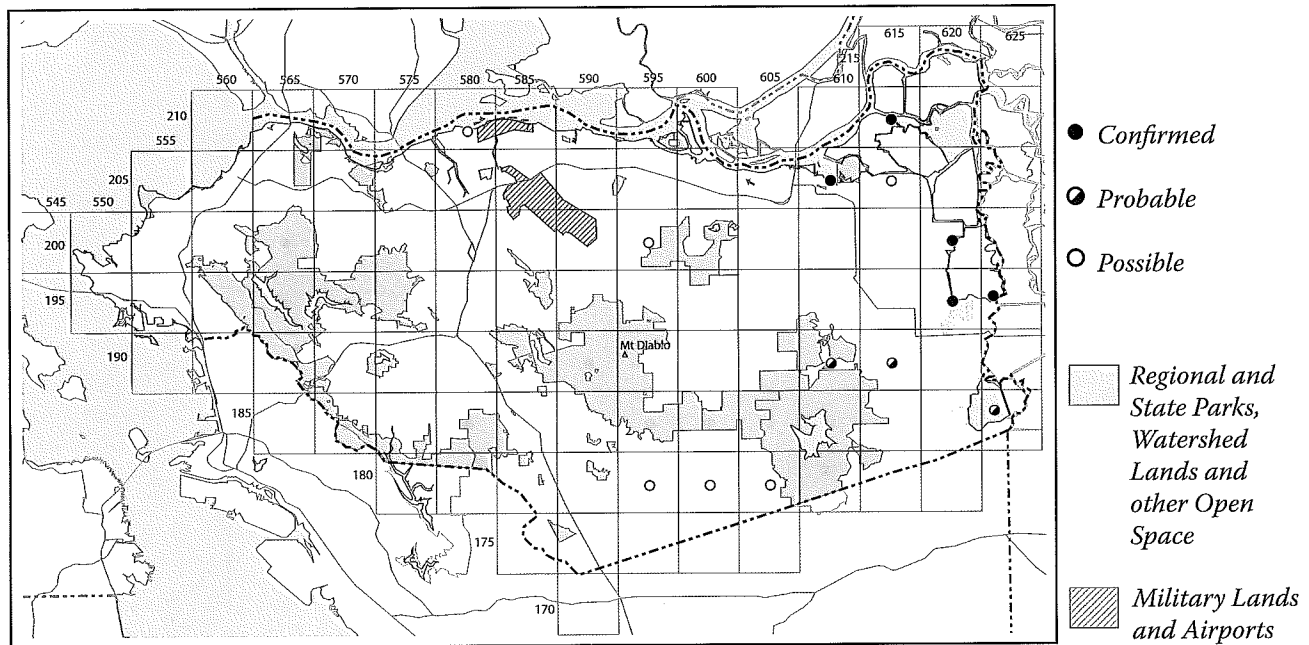 615
620
625
215
560
565
570
575
580
585
590
595
600
605
610
210
555
205
545
550
200
195
190
Mt Diablo
185
180
175
170
Confirmed
Probable
Possible
Regional and
State Parks,
Watershed
Lands and
other Open
Space
Military Lands
and Airports